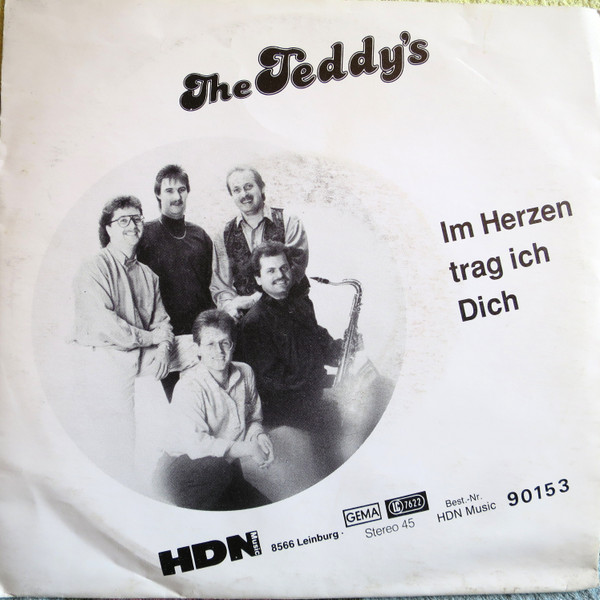 The Teddy's
Im Herzen
trag ich
Dich
HDN Music 8566 Leinburg · GEMA LC 7622
Stereo 45
Best.-Nr.
HDN Music 90153